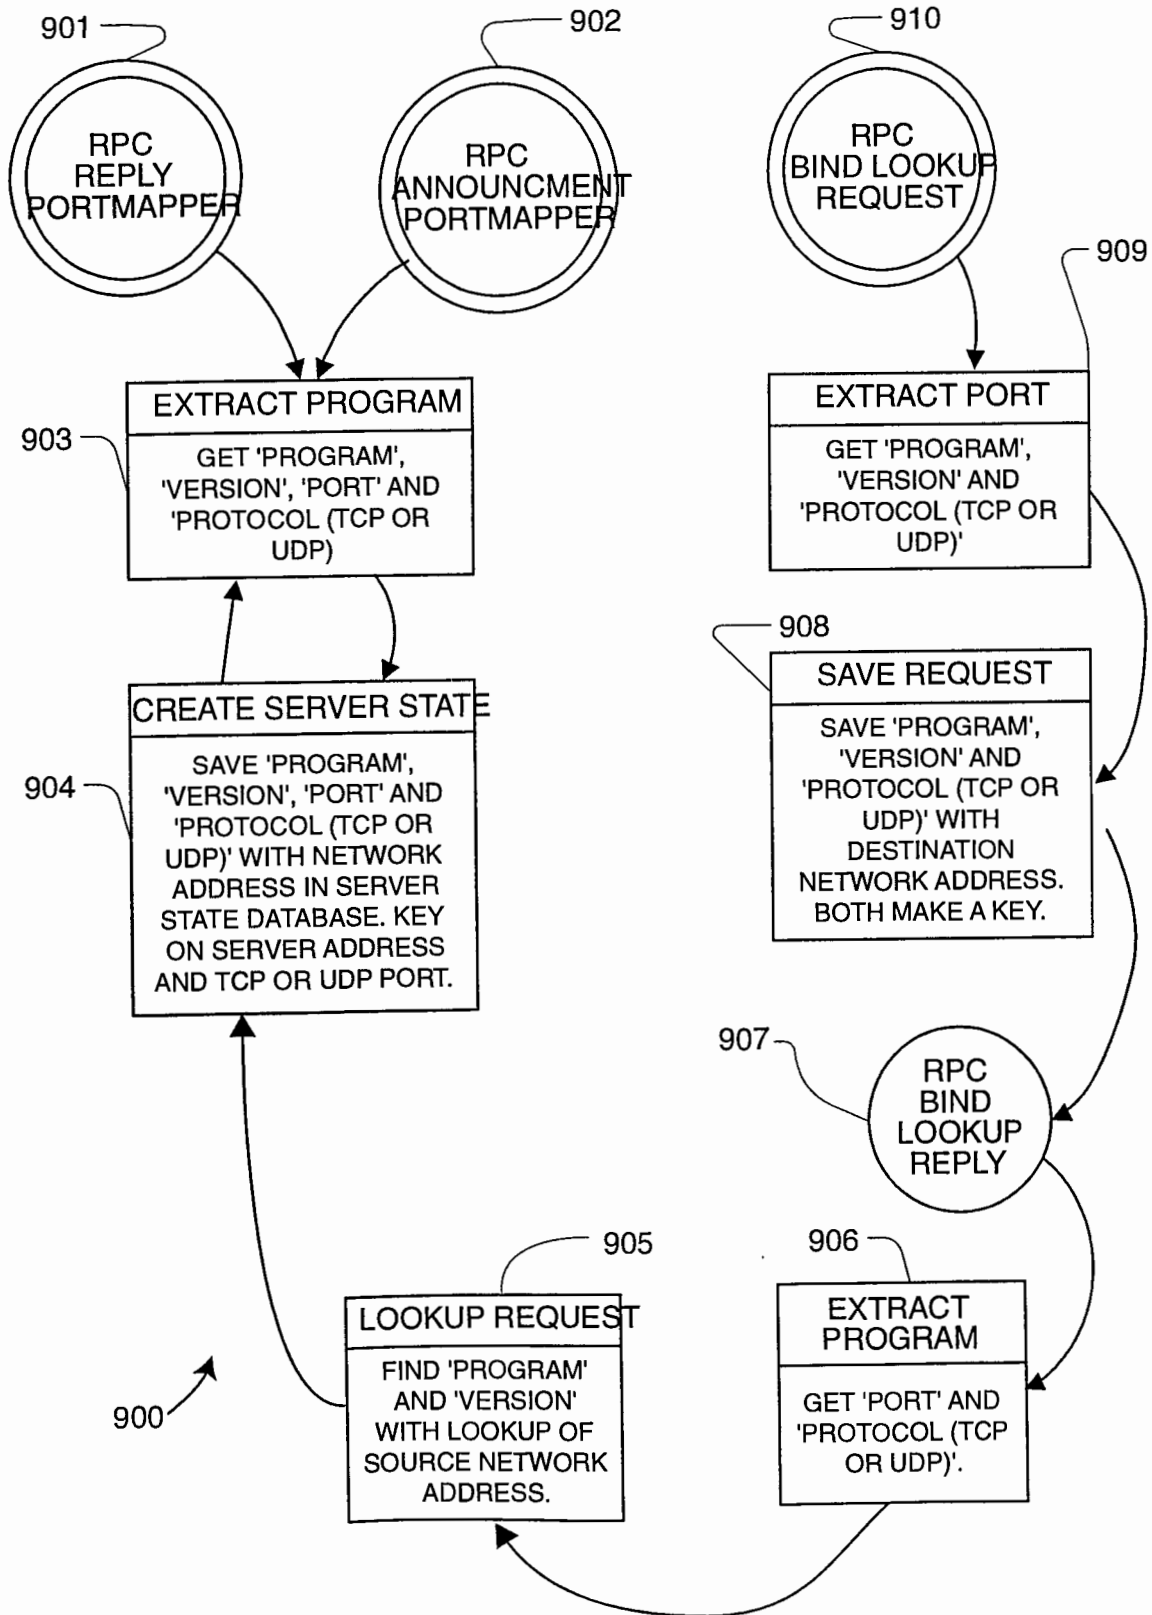 901
902
910
RPC
REPLY
PORTMAPPER
RPC
ANNOUNCMENT
PORTMAPPER
RPC
BIND LOOKUP
REQUEST
909
EXTRACT PROGRAM
903
GET 'PROGRAM',
'VERSION', 'PORT' AND
'PROTOCOL (TCP OR
UDP)
EXTRACT PORT
GET 'PROGRAM',
'VERSION' AND
'PROTOCOL (TCP OR
UDP)'
908
SAVE REQUEST
SAVE 'PROGRAM',
'VERSION' AND
'PROTOCOL (TCP OR
UDP)' WITH
DESTINATION
NETWORK ADDRESS.
BOTH MAKE A KEY.
CREATE SERVER STATE
904
SAVE 'PROGRAM',
'VERSION', 'PORT' AND
'PROTOCOL (TCP OR
UDP)' WITH NETWORK
ADDRESS IN SERVER
STATE DATABASE. KEY
ON SERVER ADDRESS
AND TCP OR UDP PORT.
907
RPC
BIND
LOOKUP
REPLY
905
LOOKUP REQUEST
FIND 'PROGRAM'
AND 'VERSION'
WITH LOOKUP OF
SOURCE NETWORK
ADDRESS.
906
EXTRACT
PROGRAM
GET 'PORT' AND
'PROTOCOL (TCP
OR UDP)'.
900